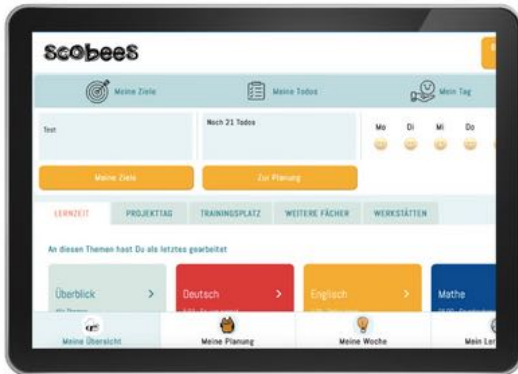 scobees
Meine Ziele
Meine Todos
Mein Tag
Test
Noch 21 Todos
Mo Di Mi Do
Meine Ziele
Zur Planung
LERNZEIT PROJEKTTAG TRAININGSPLATZ WEITERE FÄCHER WERKSTÄTTEN
An diesen Themen hast Du als letztes gearbeitet
Überblick > Deutsch > Englisch > Mathe
Meine Übersicht Meine Planung Meine Woche Mein Ler